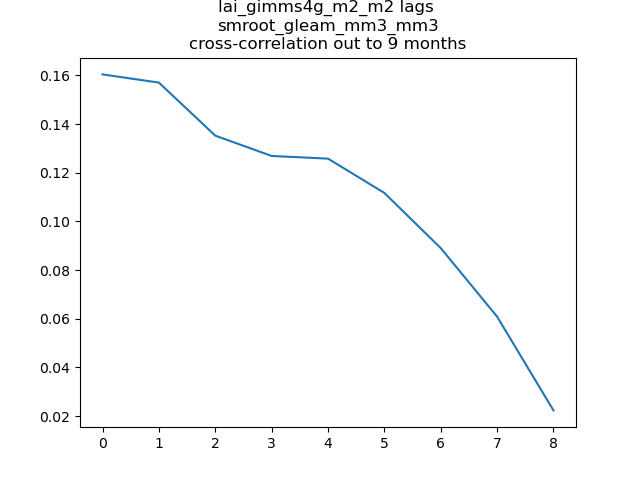 lai_gimms4g_m2_m2 lags
smroot_gleam_mm3_mm3
cross-correlation out to 9 months
0.16
0.14
0.12
0.10
0.08
0.06
0.04
0.02
0 1 2 3 4 5 6 7 8